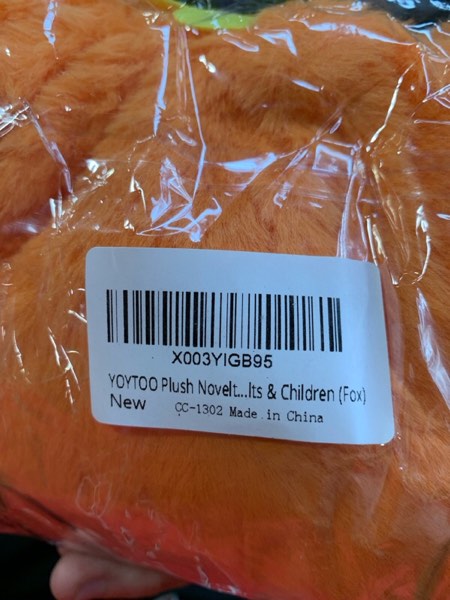 X003YIGB95
YOYTOO Plush Novelt...lts & Children (Fox)
New
CC-1302 Made in China